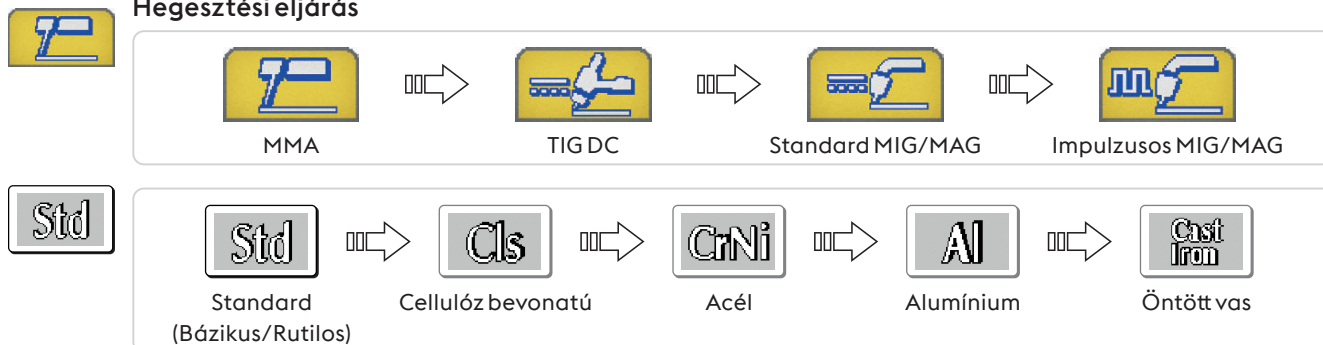 Hegesztési eljárás
MMA
TIG DC
Standard MIG/MAG
Impulzusos MIG/MAG
Std
Std
Cls
CrNi
Al
Cast
Iron
Standard
(Bázikus/Rutilos)
Cellulóz bevonatú
Acél
Alumínium
Öntött vas